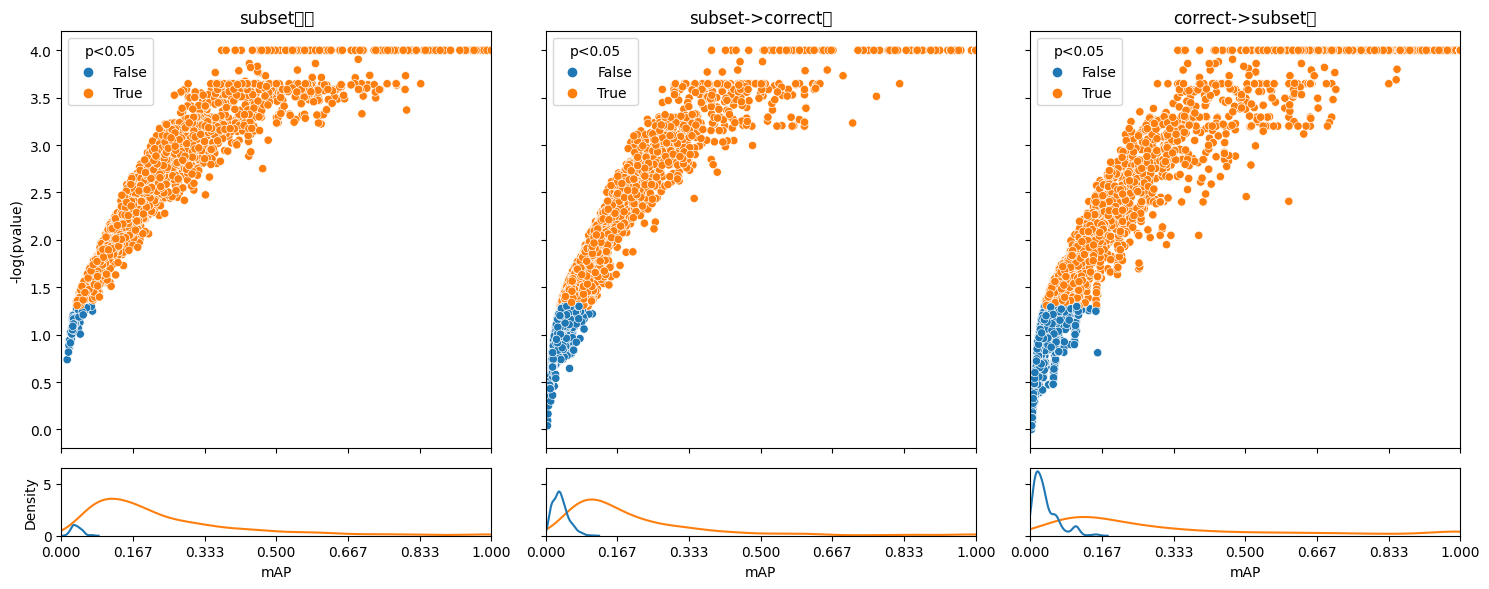 subset
subset->correct
correct->subset
p<0.05
False
True
p<0.05
False
True
p<0.05
False
True
-log(pvalue)
4.0
3.5
3.0
2.5
2.0
1.5
1.0
0.5
0.0
Density
5
0
0.000 0.167 0.333 0.500 0.667 0.833 1.000
0.000 0.167 0.333 0.500 0.667 0.833 1.000
0.000 0.167 0.333 0.500 0.667 0.833 1.000
mAP
mAP
mAP